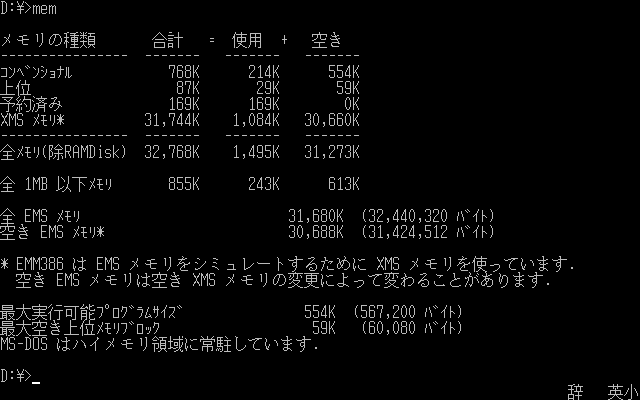 D:¥>mem
メモリの種類 合計 = 使用 + 空き
---------------- ------- ------- -------
ｺﾝﾍﾞﾝｼｮﾅﾙ 768K 214K 554K
上位 87K 29K 59K
予約済み 169K 169K 0K
XMS ﾒﾓﾘ* 31,744K 1,084K 30,660K
---------------- ------- ------- -------
全ﾒﾓﾘ(除RAMDisk) 32,768K 1,495K 31,273K
全 1MB 以下ﾒﾓﾘ 855K 243K 613K
全 EMS ﾒﾓﾘ 31,680K (32,440,320 ﾊﾞｲﾄ)
空き EMS ﾒﾓﾘ* 30,688K (31,424,512 ﾊﾞｲﾄ)
* EMM386 は EMS メモリをシミュレートするために XMS メモリを使っています.
空き EMS メモリは空き XMS メモリの変更によって変わることがあります.
最大実行可能ﾌﾟﾛｸﾞﾗﾑｻｲｽﾞ 554K (567,200 ﾊﾞｲﾄ)
最大空き上位ﾒﾓﾘﾌﾞﾛｯｸ 59K (60,080 ﾊﾞｲﾄ)
MS-DOS はハイメモリ領域に常駐しています.
D:¥>_
辞 英小